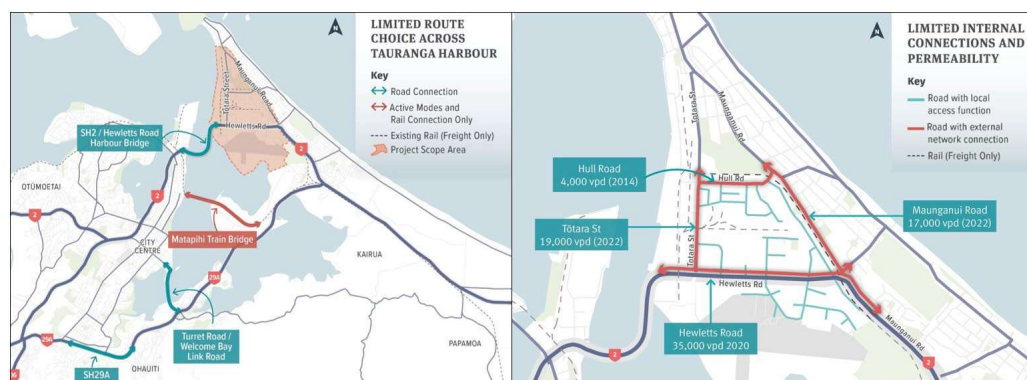 LIMITED ROUTE
CHOICE ACROSS
TAURANGA HARBOUR
Key
Road Connection
Active Modes and
Rail Connection Only
Existing Rail (Freight Only)
Project Scope Area
N
Totara Street
Maunganui Road
Hewletts Rd
SH2 / Hewletts Road
Harbour Bridge
2
OTŪMOETAI
2
2
Matapihi Train Bridge
CITY
CENTRE
KAIRUA
29A
Turret Road /
Welcome Bay
Link Road
29A
PAPAMOA
OHAUITI
SH29A
LIMITED INTERNAL
CONNECTIONS AND
PERMEABILITY
Key
Road with local
access function
Road with external
network connection
Rail (Freight Only)
N
Totara St
Maunganui Rd
Hull Road
4,000 vpd (2014)
Hull Rd
Maunganui Road
17,000 vpd (2022)
Tōtara St
19,000 vpd (2022)
Totara St
Hewletts Rd
Hewletts Road
35,000 vpd 2020
Maunganui Rd
2
2